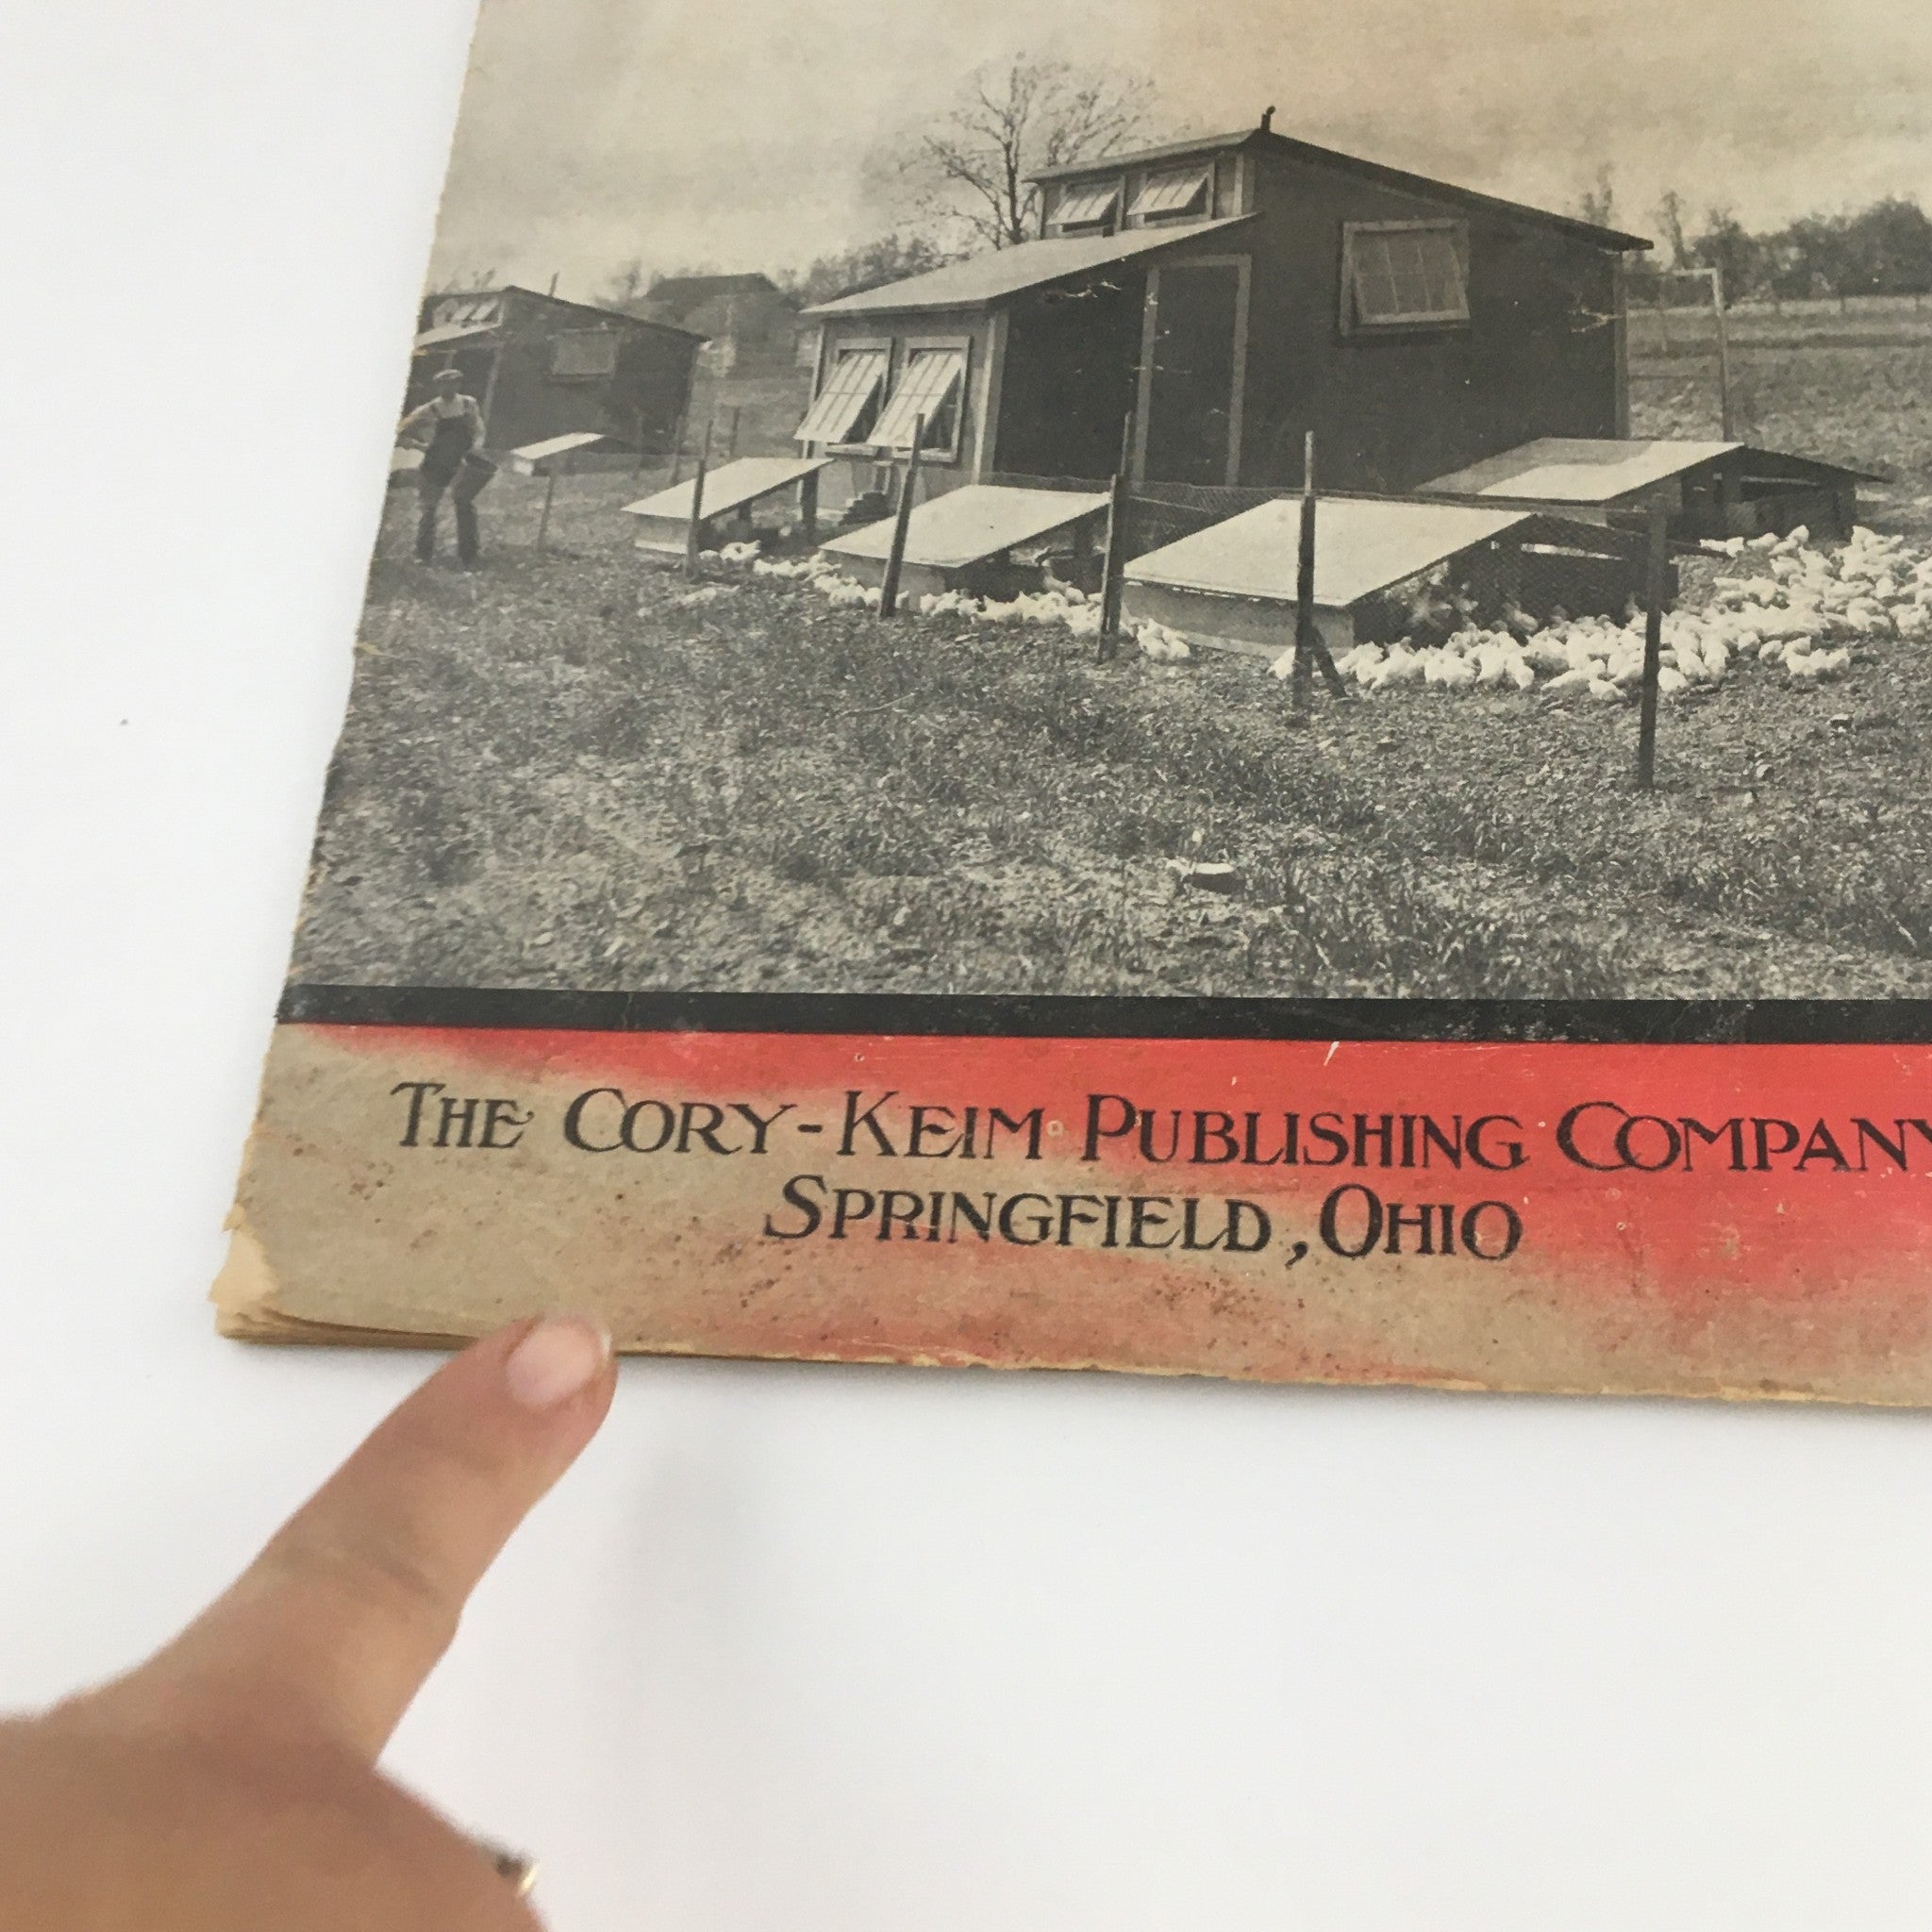 THE CORY-KEIM PUBLISHING COMPANY
SPRINGFIELD, OHIO